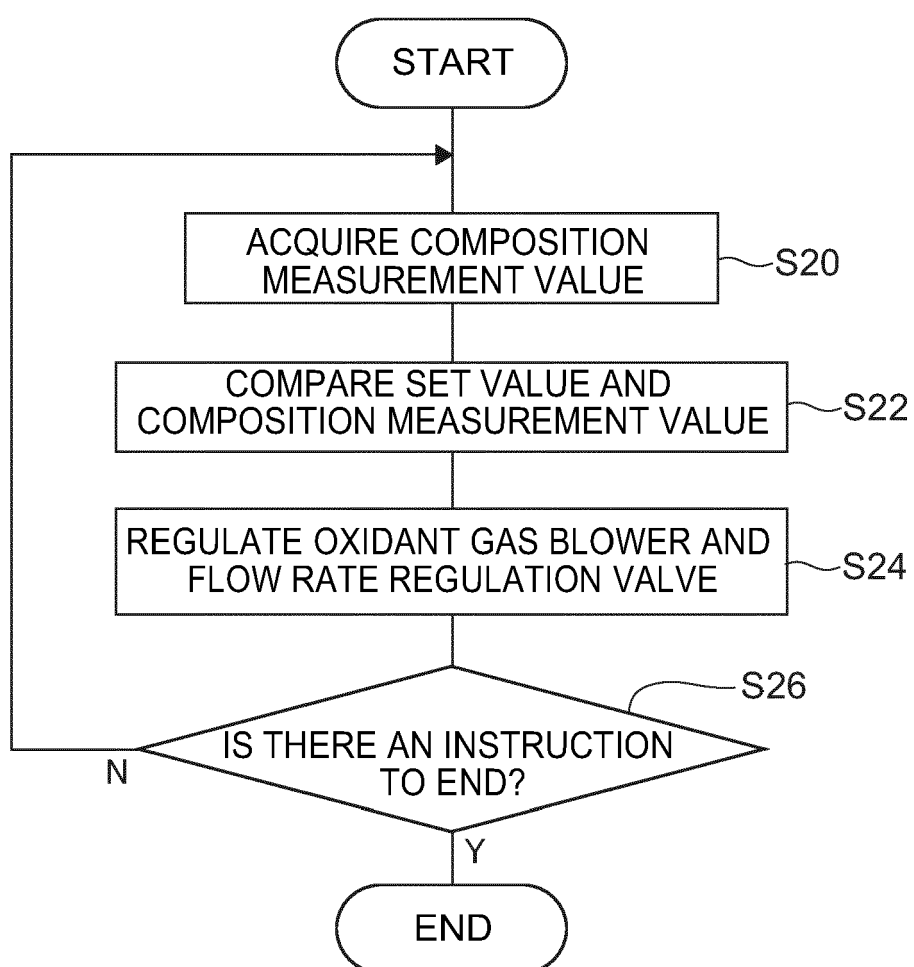 START
ACQUIRE COMPOSITION
MEASUREMENT VALUE
S20
COMPARE SET VALUE AND
COMPOSITION MEASUREMENT VALUE
S22
REGULATE OXIDANT GAS BLOWER AND
FLOW RATE REGULATION VALVE
S24
S26
IS THERE AN INSTRUCTION
TO END?
N
Y
END